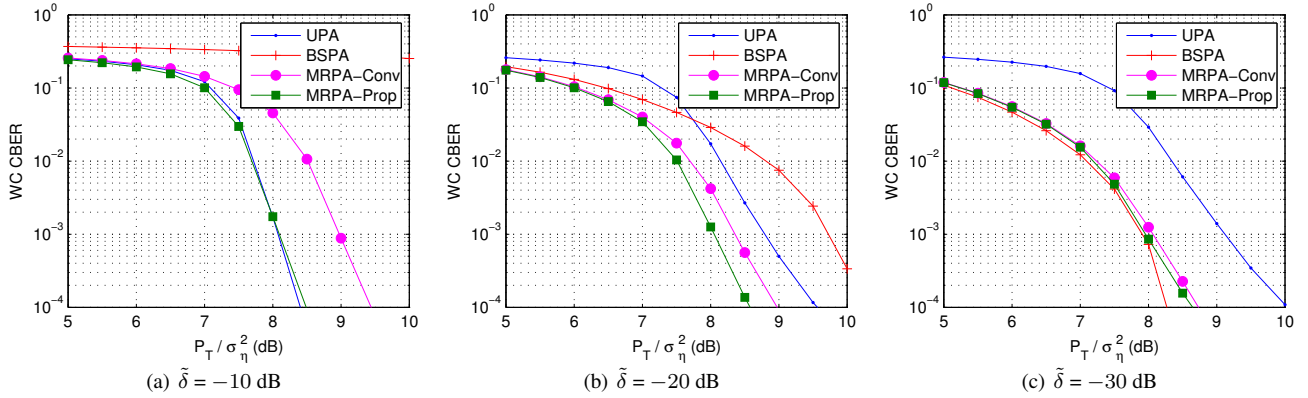 10^0
10^−1
10^−2
10^−3
10^−4
WC CBER
5 6 7 8 9 10
P_T / σ_η^2 (dB)
UPA
BSPA
MRPA−Conv
MRPA−Prop
(a) δ̃ = −10 dB
10^0
10^−1
10^−2
10^−3
10^−4
WC CBER
5 6 7 8 9 10
P_T / σ_η^2 (dB)
UPA
BSPA
MRPA−Conv
MRPA−Prop
(b) δ̃ = −20 dB
10^0
10^−1
10^−2
10^−3
10^−4
WC CBER
5 6 7 8 9 10
P_T / σ_η^2 (dB)
UPA
BSPA
MRPA−Conv
MRPA−Prop
(c) δ̃ = −30 dB